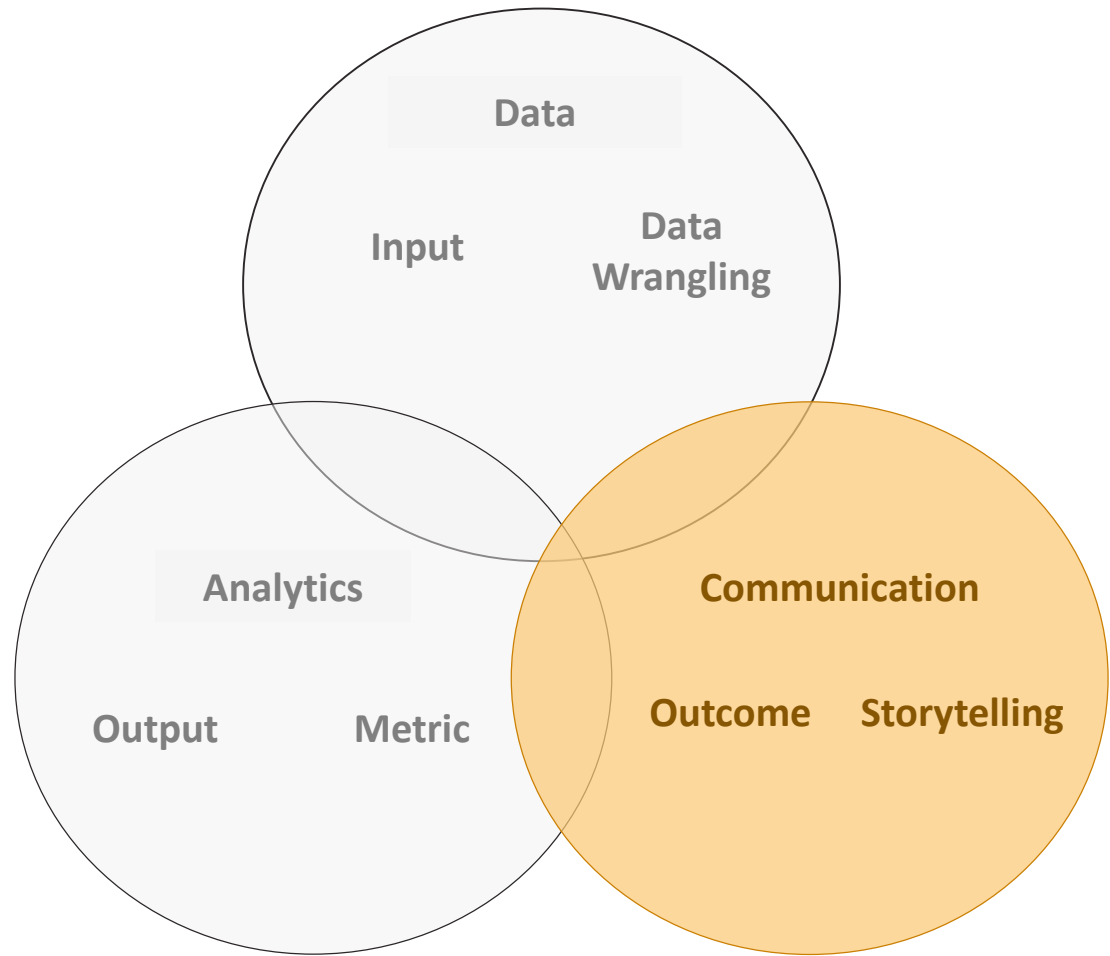 Data
Input
Data
Wrangling
Analytics
Output
Metric
Communication
Outcome
Storytelling